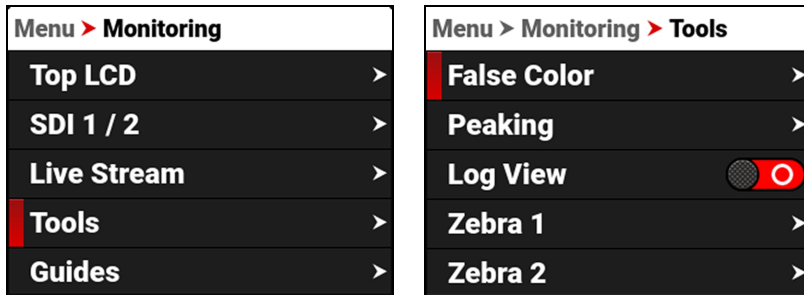 Menu > Monitoring
Top LCD
SDI 1 / 2
Live Stream
Tools
Guides
Menu > Monitoring > Tools
False Color
Peaking
Log View
Zebra 1
Zebra 2